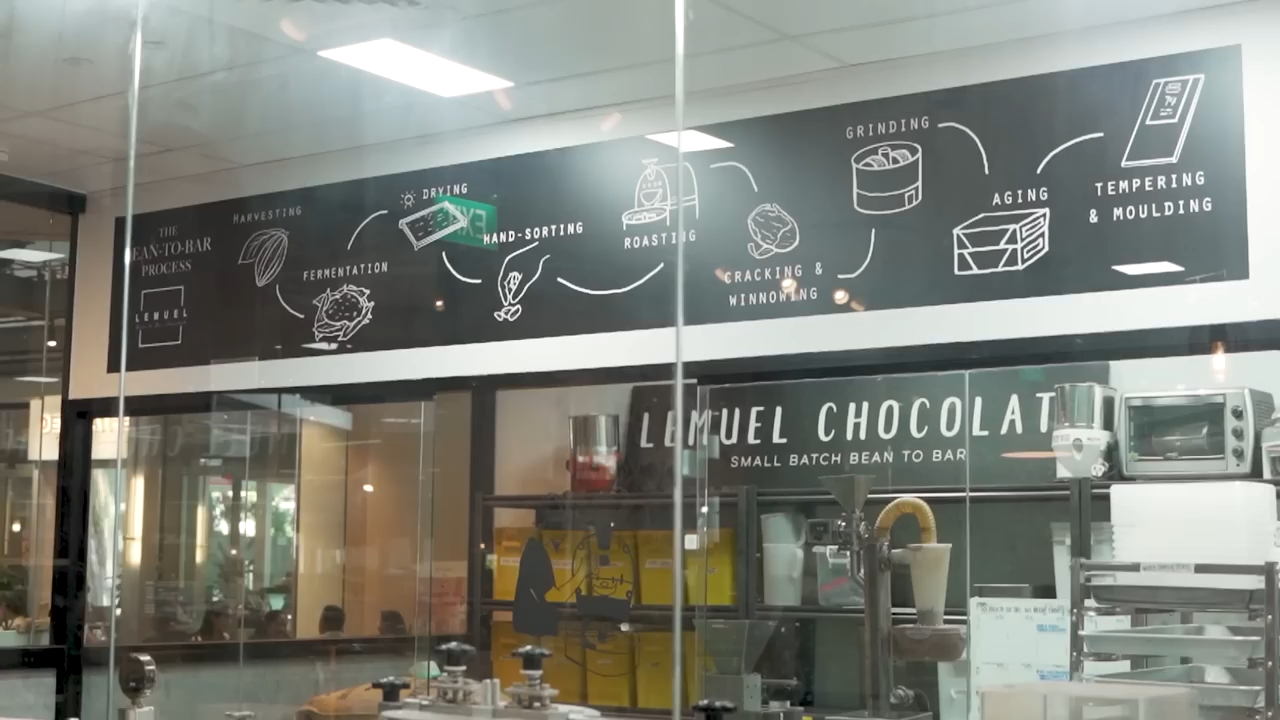 THE
EAN-TO-BAR
PROCESS
LEMUEL
HARVESTING
FERMENTATION
DRYING
HAND-SORTING
ROASTING
CRACKING &
WINNOWING
GRINDING
AGING
TEMPERING
& MOULDING
LEMUEL CHOCOLAT
SMALL BATCH BEAN TO BAR